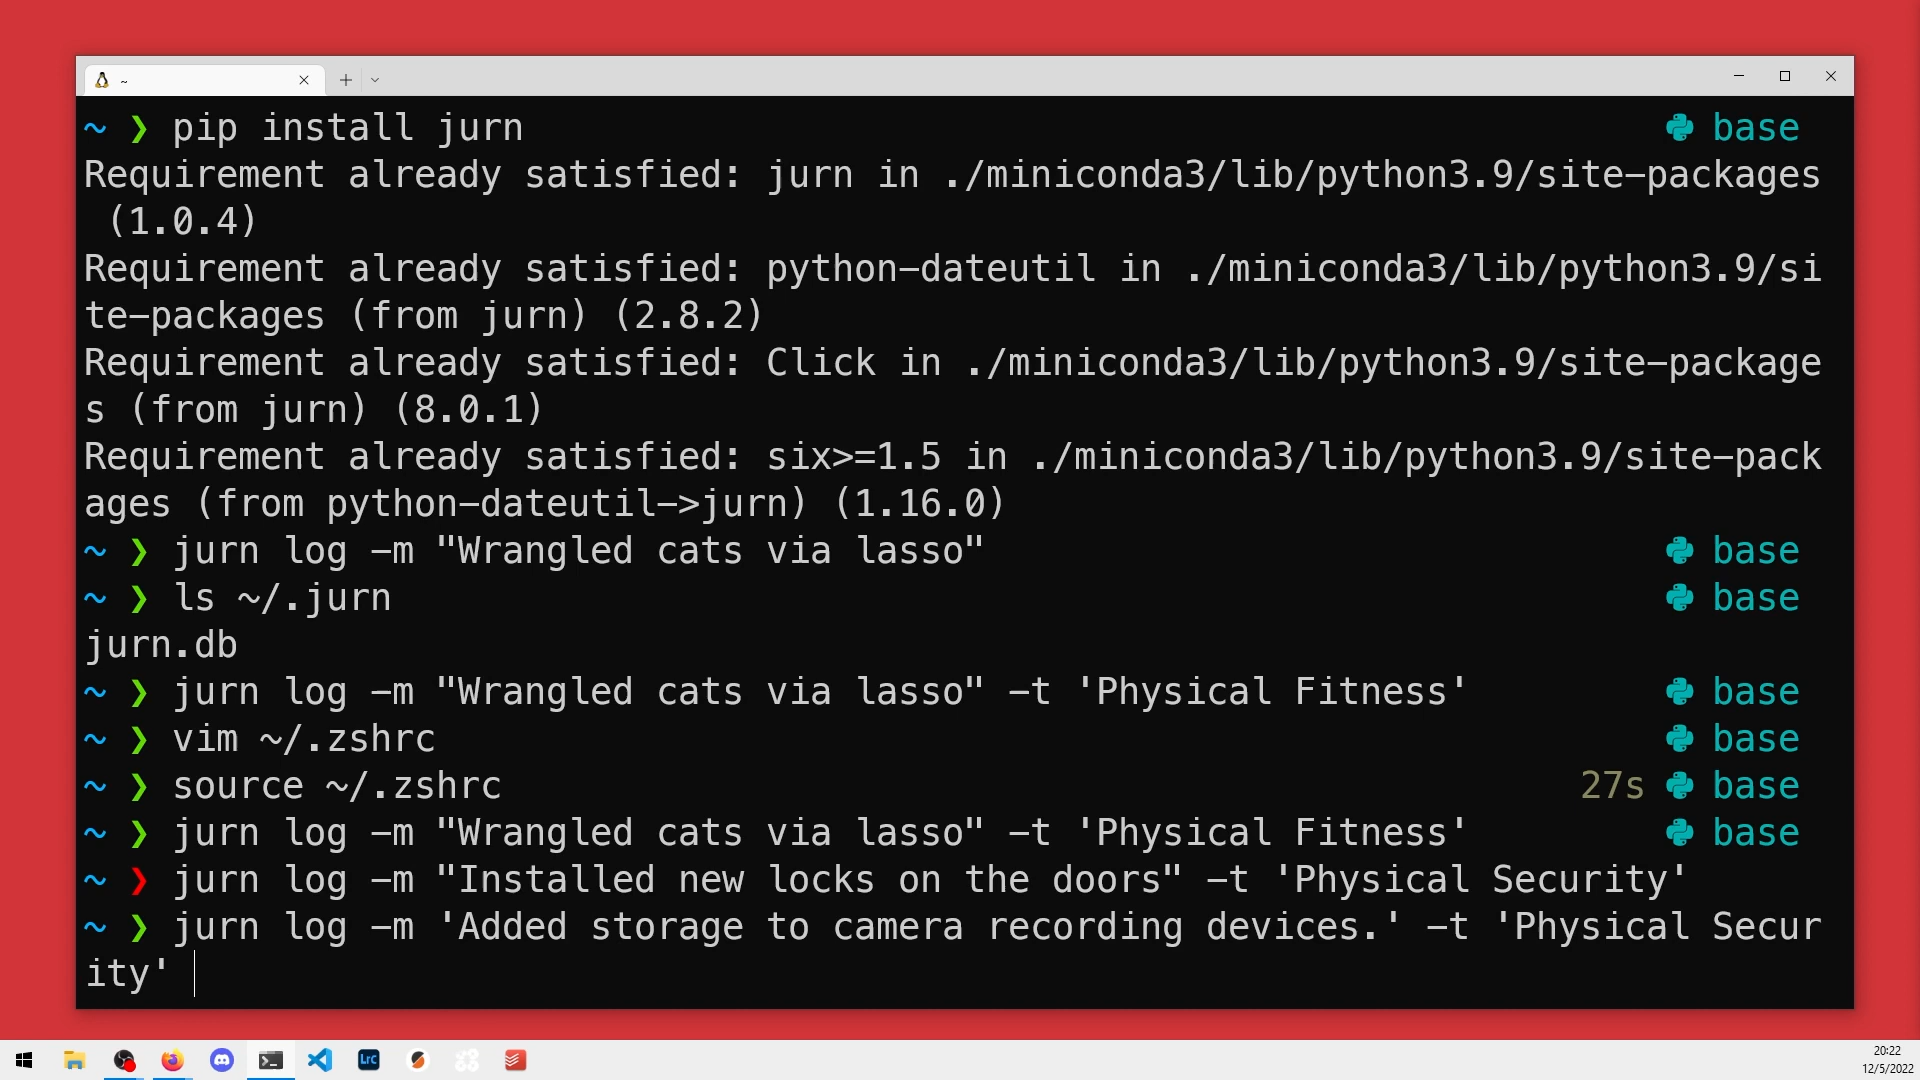 ~
~ ❯ pip install jurn base
Requirement already satisfied: jurn in ./miniconda3/lib/python3.9/site-packages
(1.0.4)
Requirement already satisfied: python-dateutil in ./miniconda3/lib/python3.9/si
te-packages (from jurn) (2.8.2)
Requirement already satisfied: Click in ./miniconda3/lib/python3.9/site-package
s (from jurn) (8.0.1)
Requirement already satisfied: six>=1.5 in ./miniconda3/lib/python3.9/site-pack
ages (from python-dateutil->jurn) (1.16.0)
~ ❯ jurn log -m "Wrangled cats via lasso" base
~ ❯ ls ~/.jurn base
jurn.db
~ ❯ jurn log -m "Wrangled cats via lasso" -t 'Physical Fitness' base
~ ❯ vim ~/.zshrc base
~ ❯ source ~/.zshrc 27s base
~ ❯ jurn log -m "Wrangled cats via lasso" -t 'Physical Fitness' base
~ ❯ jurn log -m "Installed new locks on the doors" -t 'Physical Security'
~ ❯ jurn log -m 'Added storage to camera recording devices.' -t 'Physical Secur
ity'
Lrc
20:22
12/5/2022